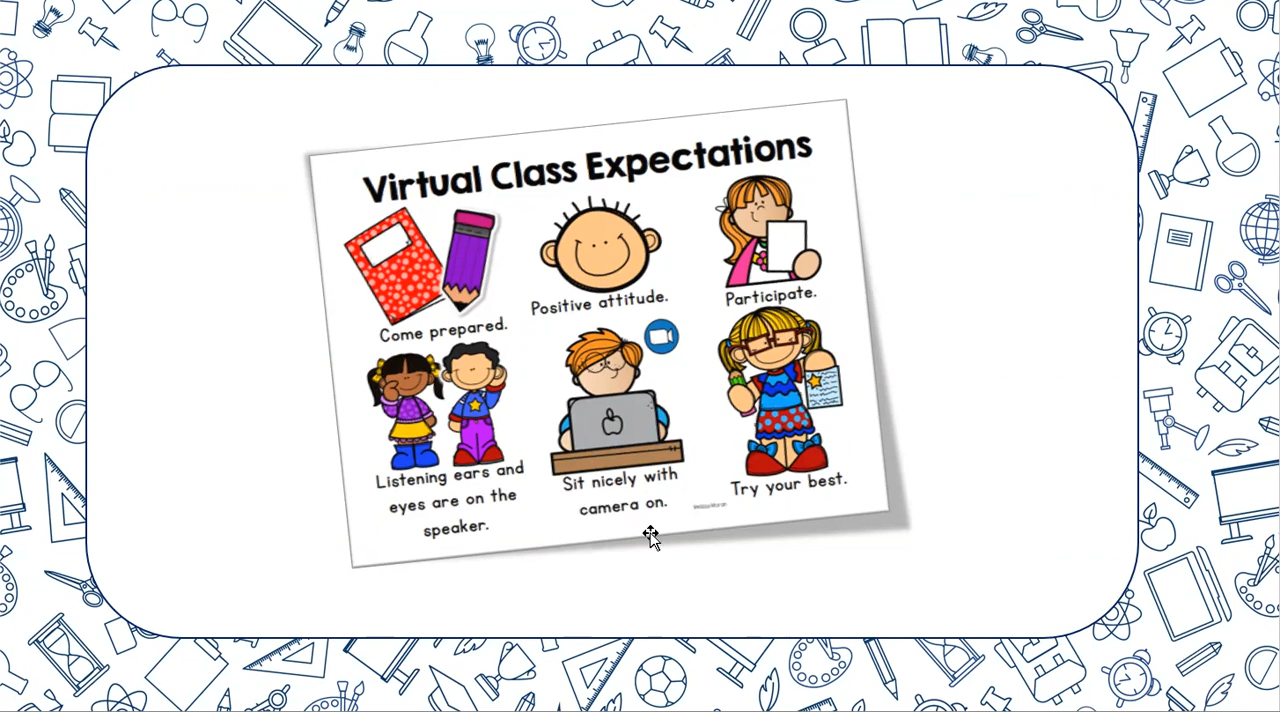 Virtual Class Expectations
Come prepared.
Positive attitude.
Participate.
Listening ears and
eyes are on the
speaker.
Sit nicely with
camera on.
Try your best.